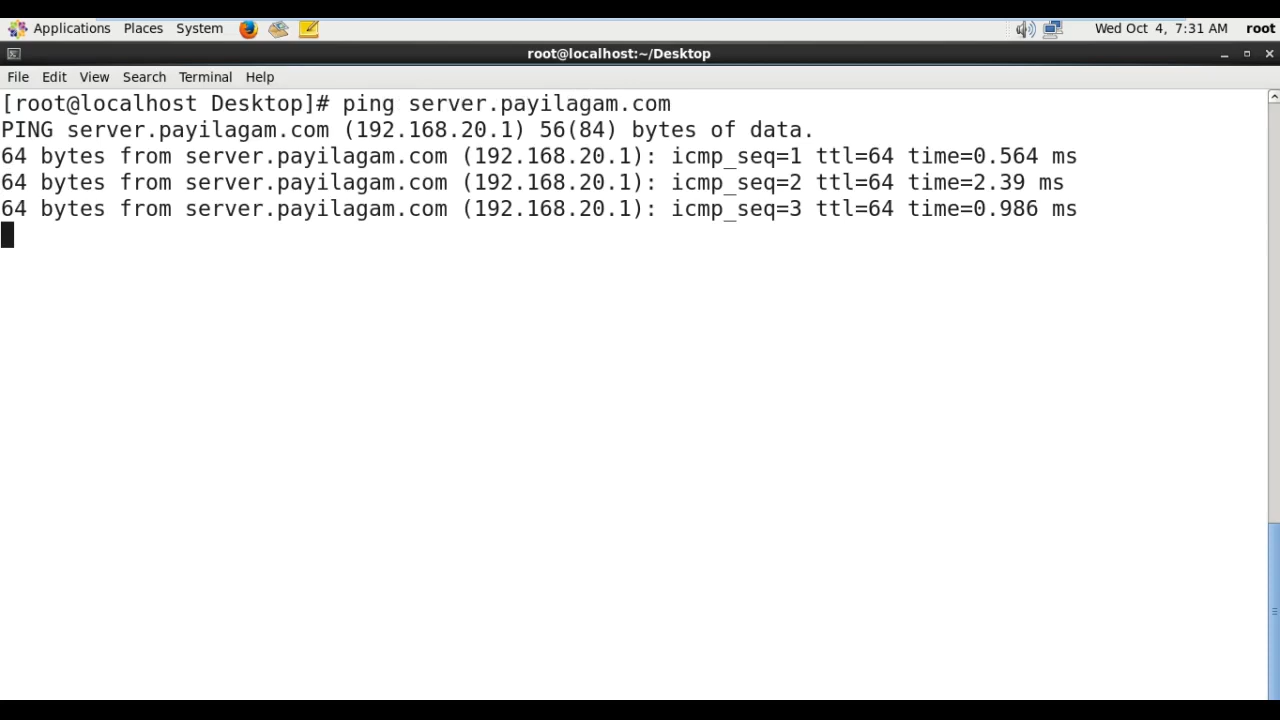 Applications Places System Wed Oct 4, 7:31 AM root
root@localhost:~/Desktop
File Edit View Search Terminal Help
[root@localhost Desktop]# ping server.payilagam.com
PING server.payilagam.com (192.168.20.1) 56(84) bytes of data.
64 bytes from server.payilagam.com (192.168.20.1): icmp_seq=1 ttl=64 time=0.564 ms
64 bytes from server.payilagam.com (192.168.20.1): icmp_seq=2 ttl=64 time=2.39 ms
64 bytes from server.payilagam.com (192.168.20.1): icmp_seq=3 ttl=64 time=0.986 ms